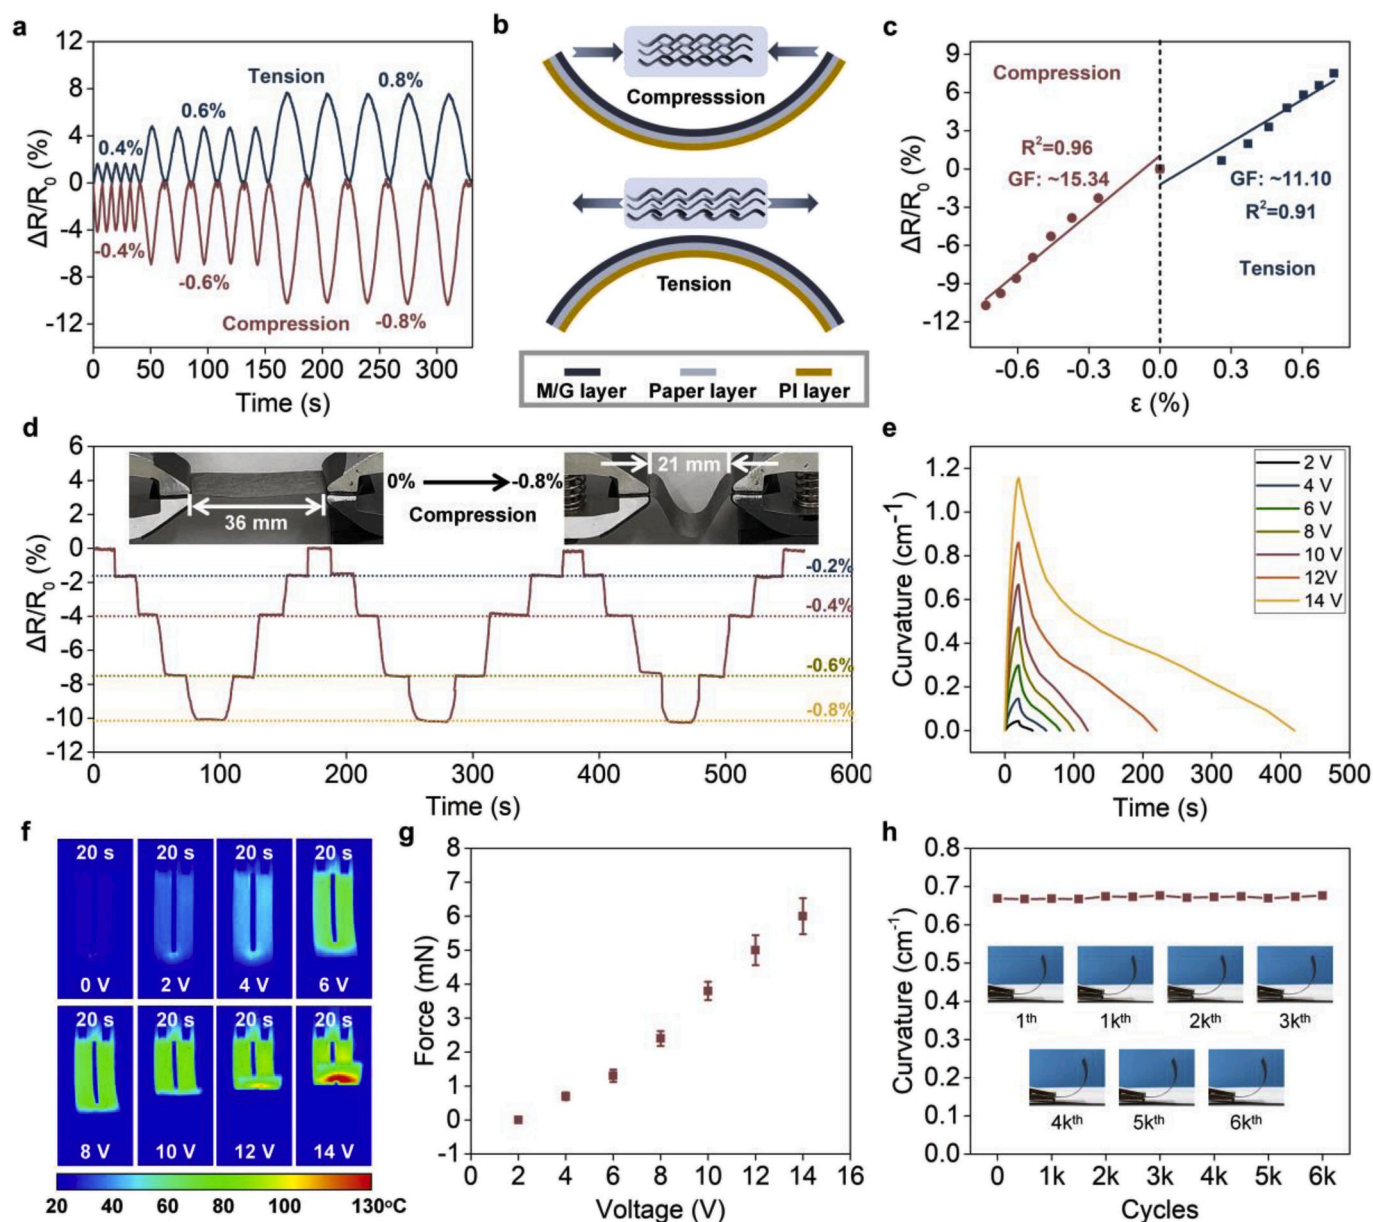 a
12
8
4
0
-4
-8
-12
ΔR/R0 (%)
Tension
0.8%
0.6%
0.4%
-0.4%
-0.6%
-0.8%
Compression
0 50 100 150 200 250 300
Time (s)
b
Compresssion
Tension
M/G layer Paper layer PI layer
c
9
6
3
0
-3
-6
-9
-12
ΔR/R0 (%)
Compression
R²=0.96
GF: ~15.34
GF: ~11.10
R²=0.91
Tension
-0.6 -0.3 0.0 0.3 0.6
ε (%)
d
6
4
2
0
-2
-4
-6
-8
-10
-12
ΔR/R0 (%)
36 mm
0% -0.8%
Compression
21 mm
-0.2%
-0.4%
-0.6%
-0.8%
0 100 200 300 400 500 600
Time (s)
e
1.2
1.0
0.8
0.6
0.4
0.2
0.0
Curvature (cm⁻¹)
2 V
4 V
6 V
8 V
10 V
12V
14 V
0 100 200 300 400 500
Time (s)
f
20 s 20 s 20 s 20 s
0 V 2 V 4 V 6 V
20 s 20 s 20 s 20 s
8 V 10 V 12 V 14 V
20 40 60 80 100 130ºC
g
8
7
6
5
4
3
2
1
0
-1
Force (mN)
0 2 4 6 8 10 12 14 16
Voltage (V)
h
0.8
0.7
0.6
0.5
0.4
0.3
0.2
0.1
0.0
Curvature (cm⁻¹)
1th 1kth 2kth 3kth
4kth 5kth 6kth
0 1k 2k 3k 4k 5k 6k
Cycles